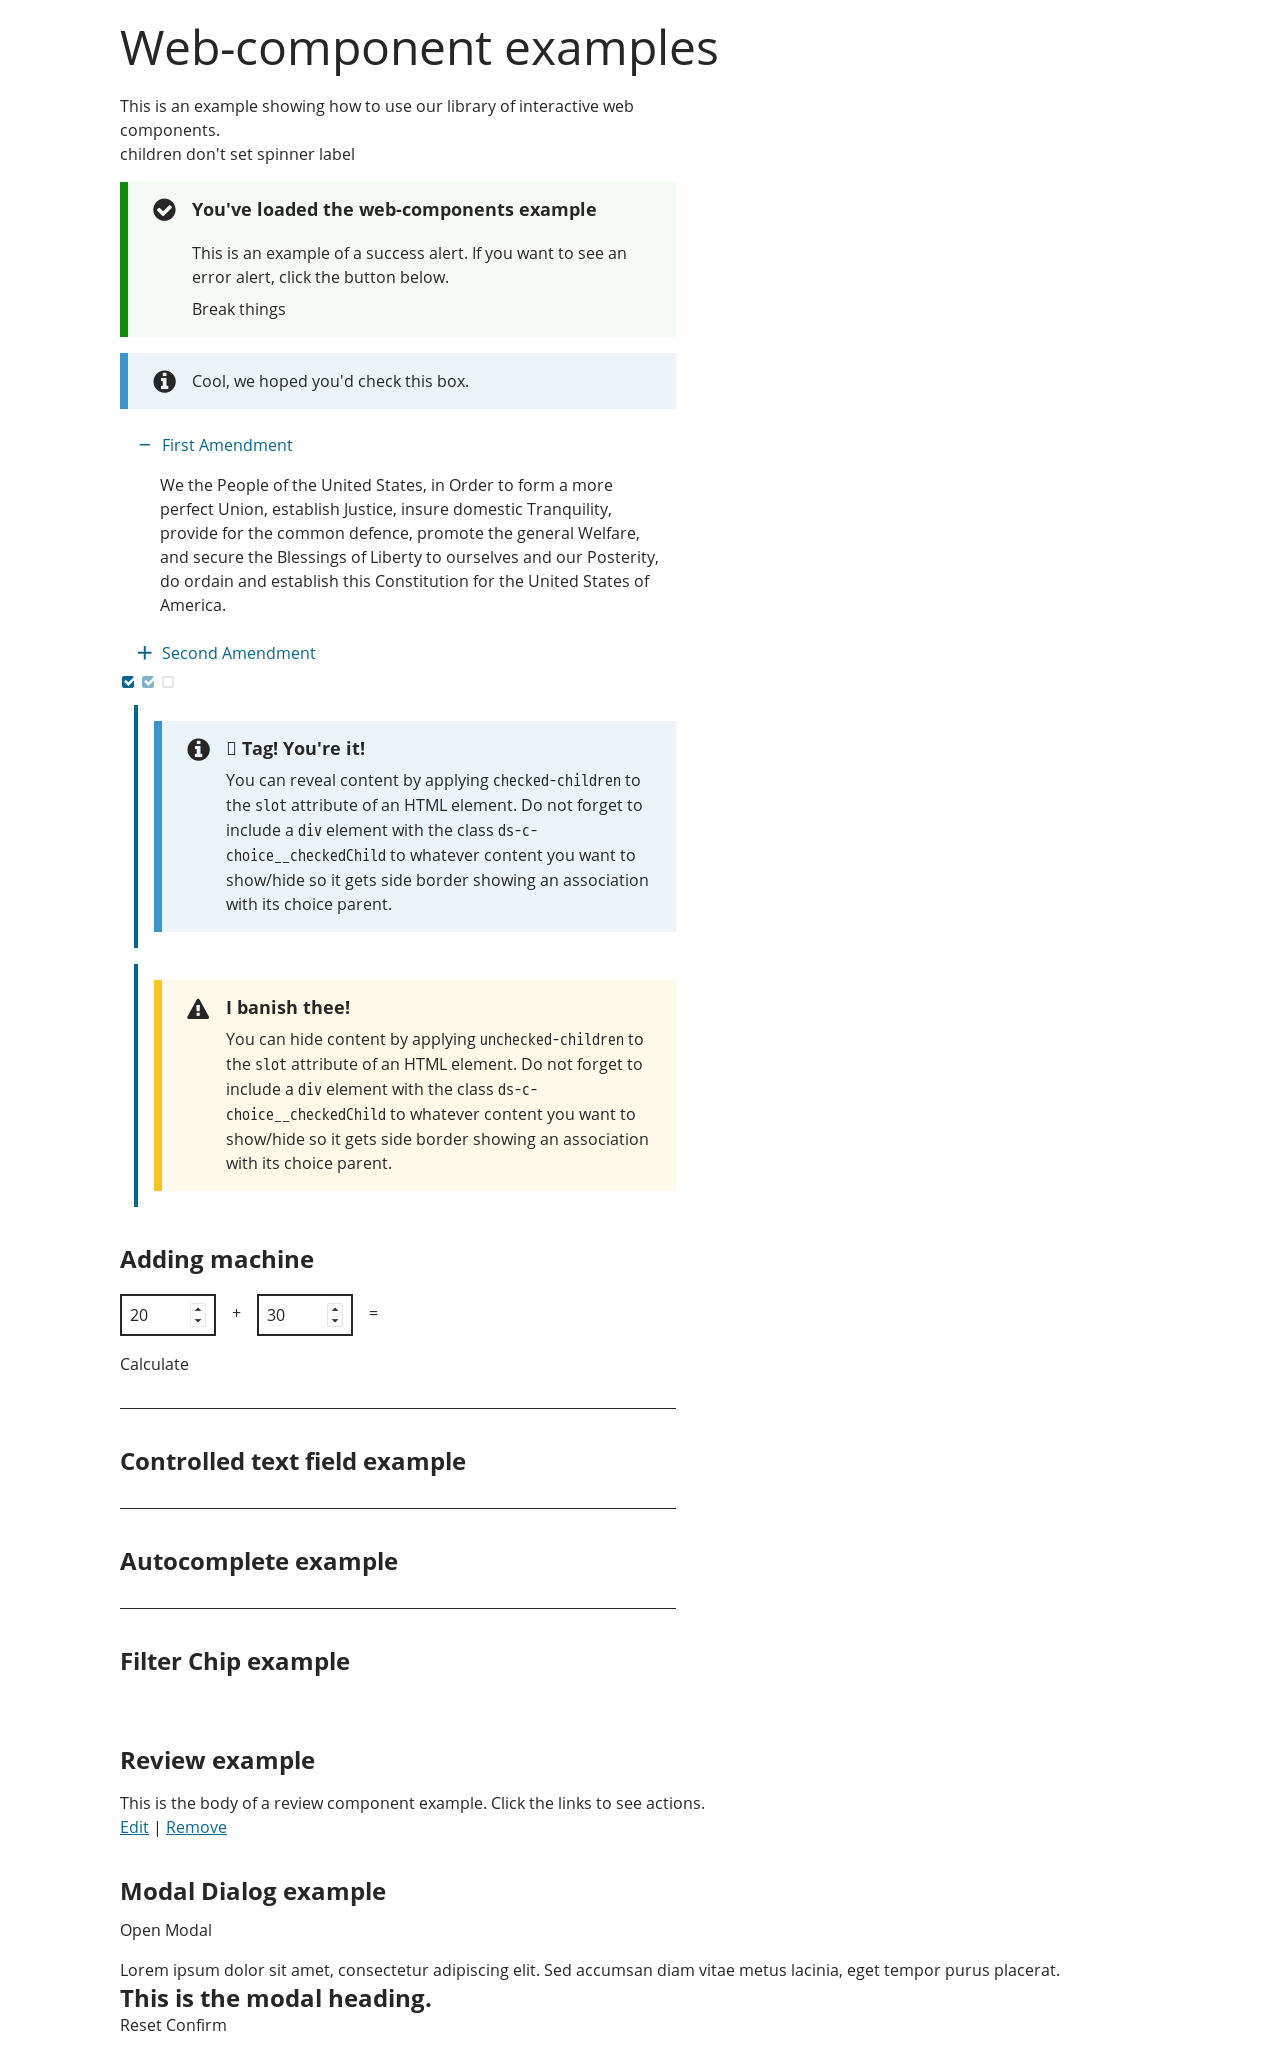 Web-component examples
This is an example showing how to use our library of interactive web
components.
children don't set spinner label
You've loaded the web-components example
This is an example of a success alert. If you want to see an
error alert, click the button below.
Break things
Cool, we hoped you'd check this box.
First Amendment
We the People of the United States, in Order to form a more
perfect Union, establish Justice, insure domestic Tranquility,
provide for the common defence, promote the general Welfare,
and secure the Blessings of Liberty to ourselves and our Posterity,
do ordain and establish this Constitution for the United States of
America.
Second Amendment
Tag! You're it!
You can reveal content by applying checked-children to
the slot attribute of an HTML element. Do not forget to
include a div element with the class ds-c-
choice__checkedChild to whatever content you want to
show/hide so it gets side border showing an association
with its choice parent.
I banish thee!
You can hide content by applying unchecked-children to
the slot attribute of an HTML element. Do not forget to
include a div element with the class ds-c-
choice__checkedChild to whatever content you want to
show/hide so it gets side border showing an association
with its choice parent.
Adding machine
20 + 30 =
Calculate
Controlled text field example
Autocomplete example
Filter Chip example
Review example
This is the body of a review component example. Click the links to see actions.
Edit | Remove
Modal Dialog example
Open Modal
Lorem ipsum dolor sit amet, consectetur adipiscing elit. Sed accumsan diam vitae metus lacinia, eget tempor purus placerat.
This is the modal heading.
Reset Confirm